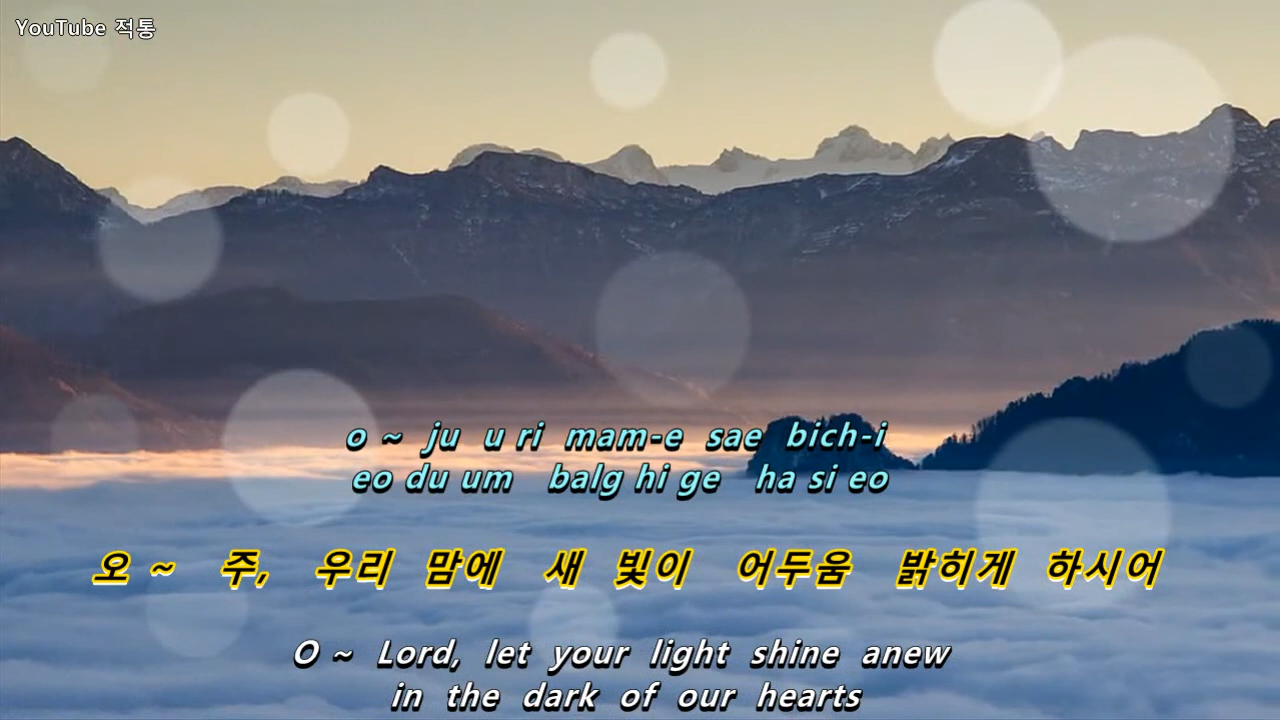 YouTube 적통
o ~ ju u ri mam-e sae bich-i
eo du um balg hi ge ha si eo
오 ~ 주, 우리 맘에 새 빛이 어두움 밝히게 하시어
O ~ Lord, let your light shine anew
in the dark of our hearts